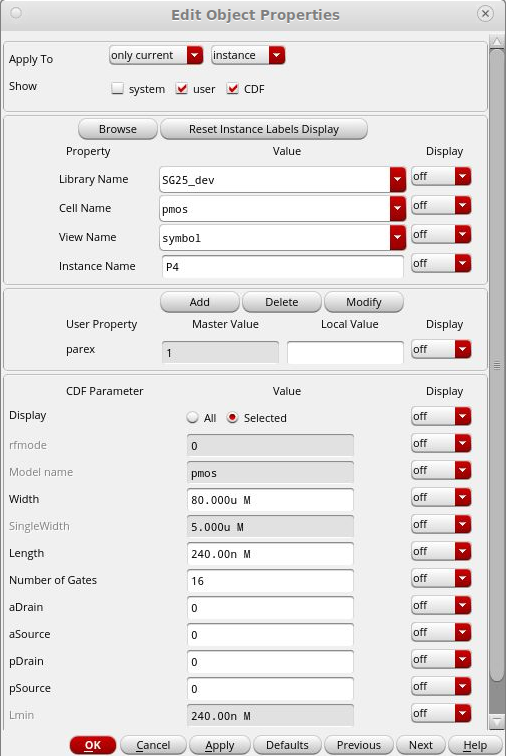 Edit Object Properties
Apply To only current instance
Show system user CDF
Browse Reset Instance Labels Display
Property Value Display
Library Name SG25_dev off
Cell Name pmos off
View Name symbol off
Instance Name P4 off
Add Delete Modify
User Property Master Value Local Value Display
parex 1 off
CDF Parameter Value Display
Display All Selected off
rfmode 0 off
Model name pmos off
Width 80.000u M off
SingleWidth 5.000u M off
Length 240.00n M off
Number of Gates 16 off
aDrain 0 off
aSource 0 off
pDrain 0 off
pSource 0 off
Lmin 240.00n M off
OK Cancel Apply Defaults Previous Next Help